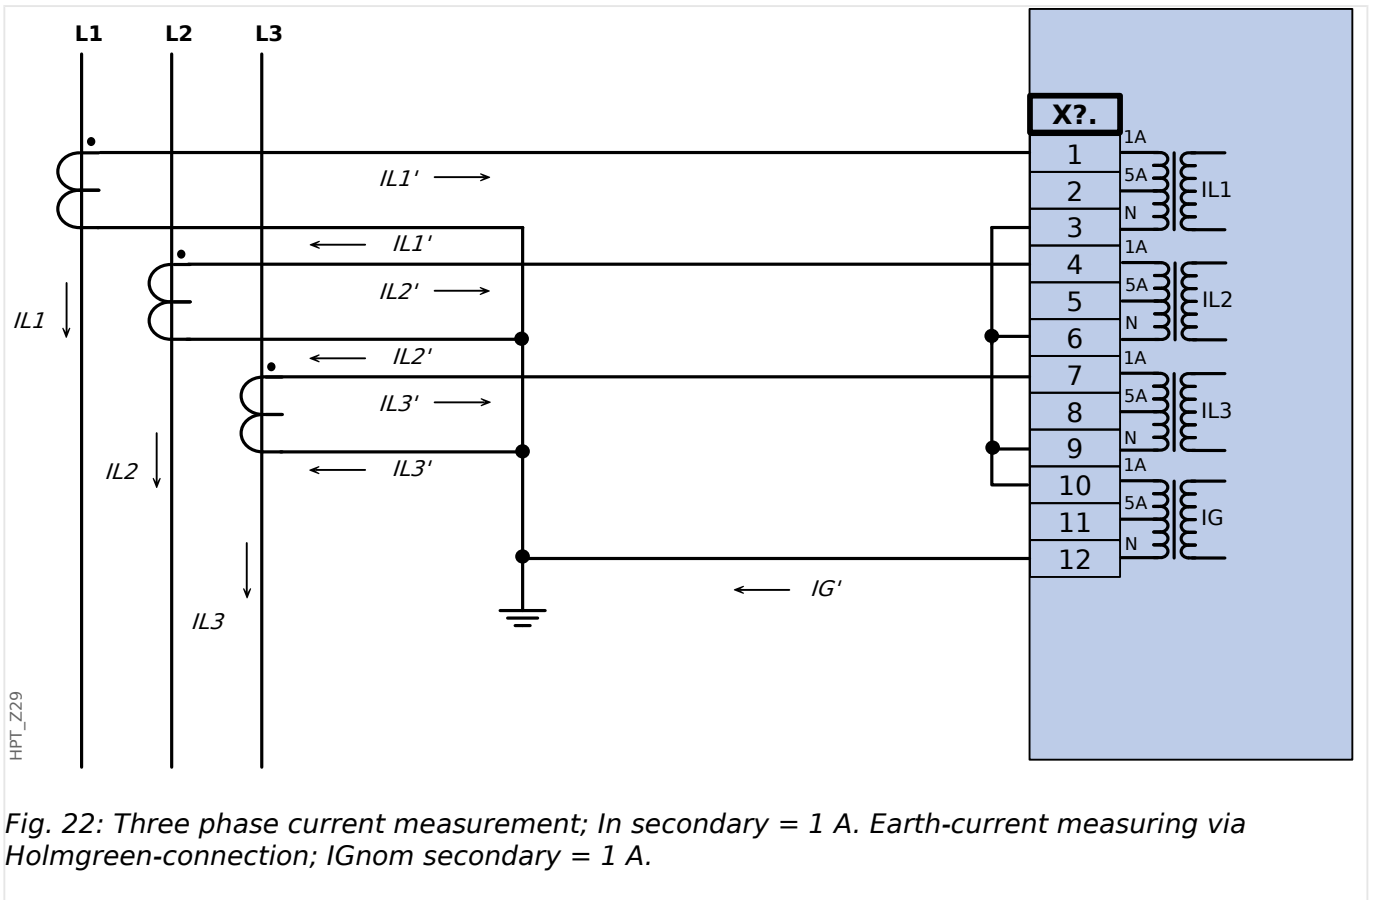 L1 L2 L3
X?.
1A
1
IL1'
5A
2
IL1
N
3
IL1'
1A
4
IL2'
5A
5
IL2
IL1
N
6
IL2'
1A
7
IL3'
5A
8
IL3
N
9
IL2
IL3'
1A
10
5A
11
IG
N
12
IG'
IL3
HPT_Z29
Fig. 22: Three phase current measurement; In secondary = 1 A. Earth-current measuring via
Holmgreen-connection; IGnom secondary = 1 A.